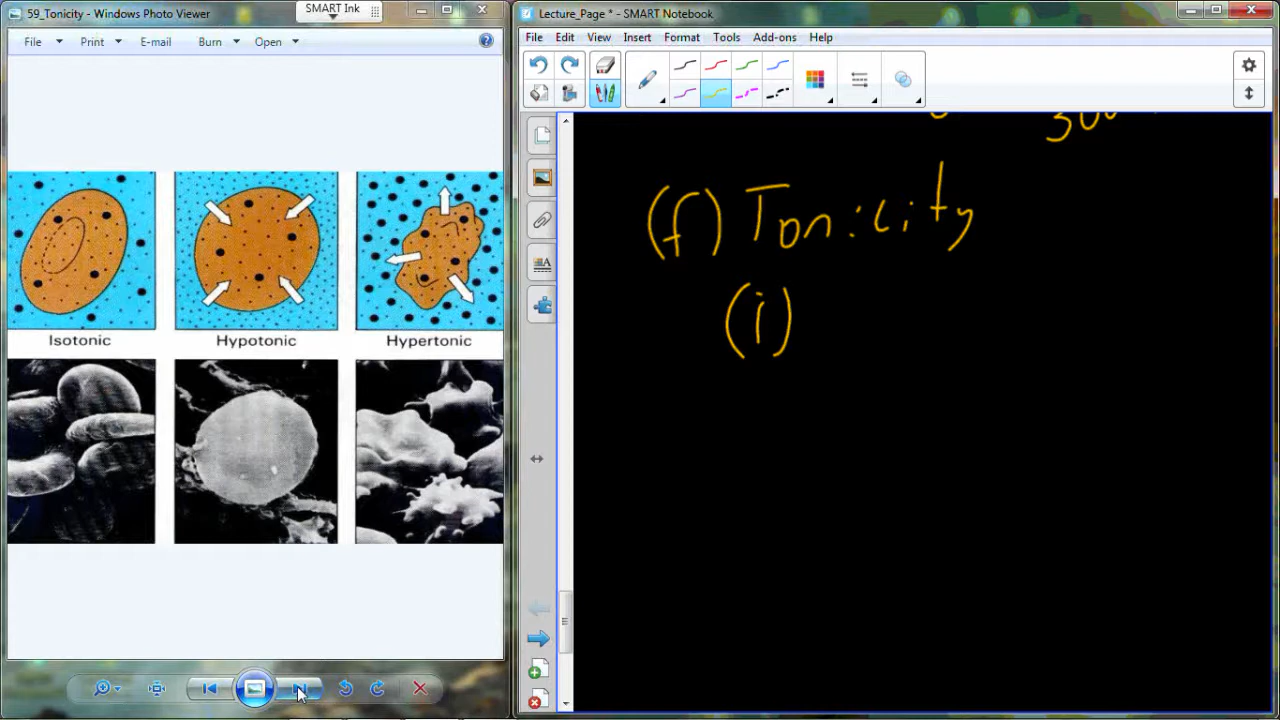 59_Tonicity - Windows Photo Viewer
SMART Ink
File Print E-mail Burn Open
Isotonic Hypotonic Hypertonic
Lecture_Page * - SMART Notebook
File Edit View Insert Format Tools Add-ons Help
(f) Tonicity
(i)